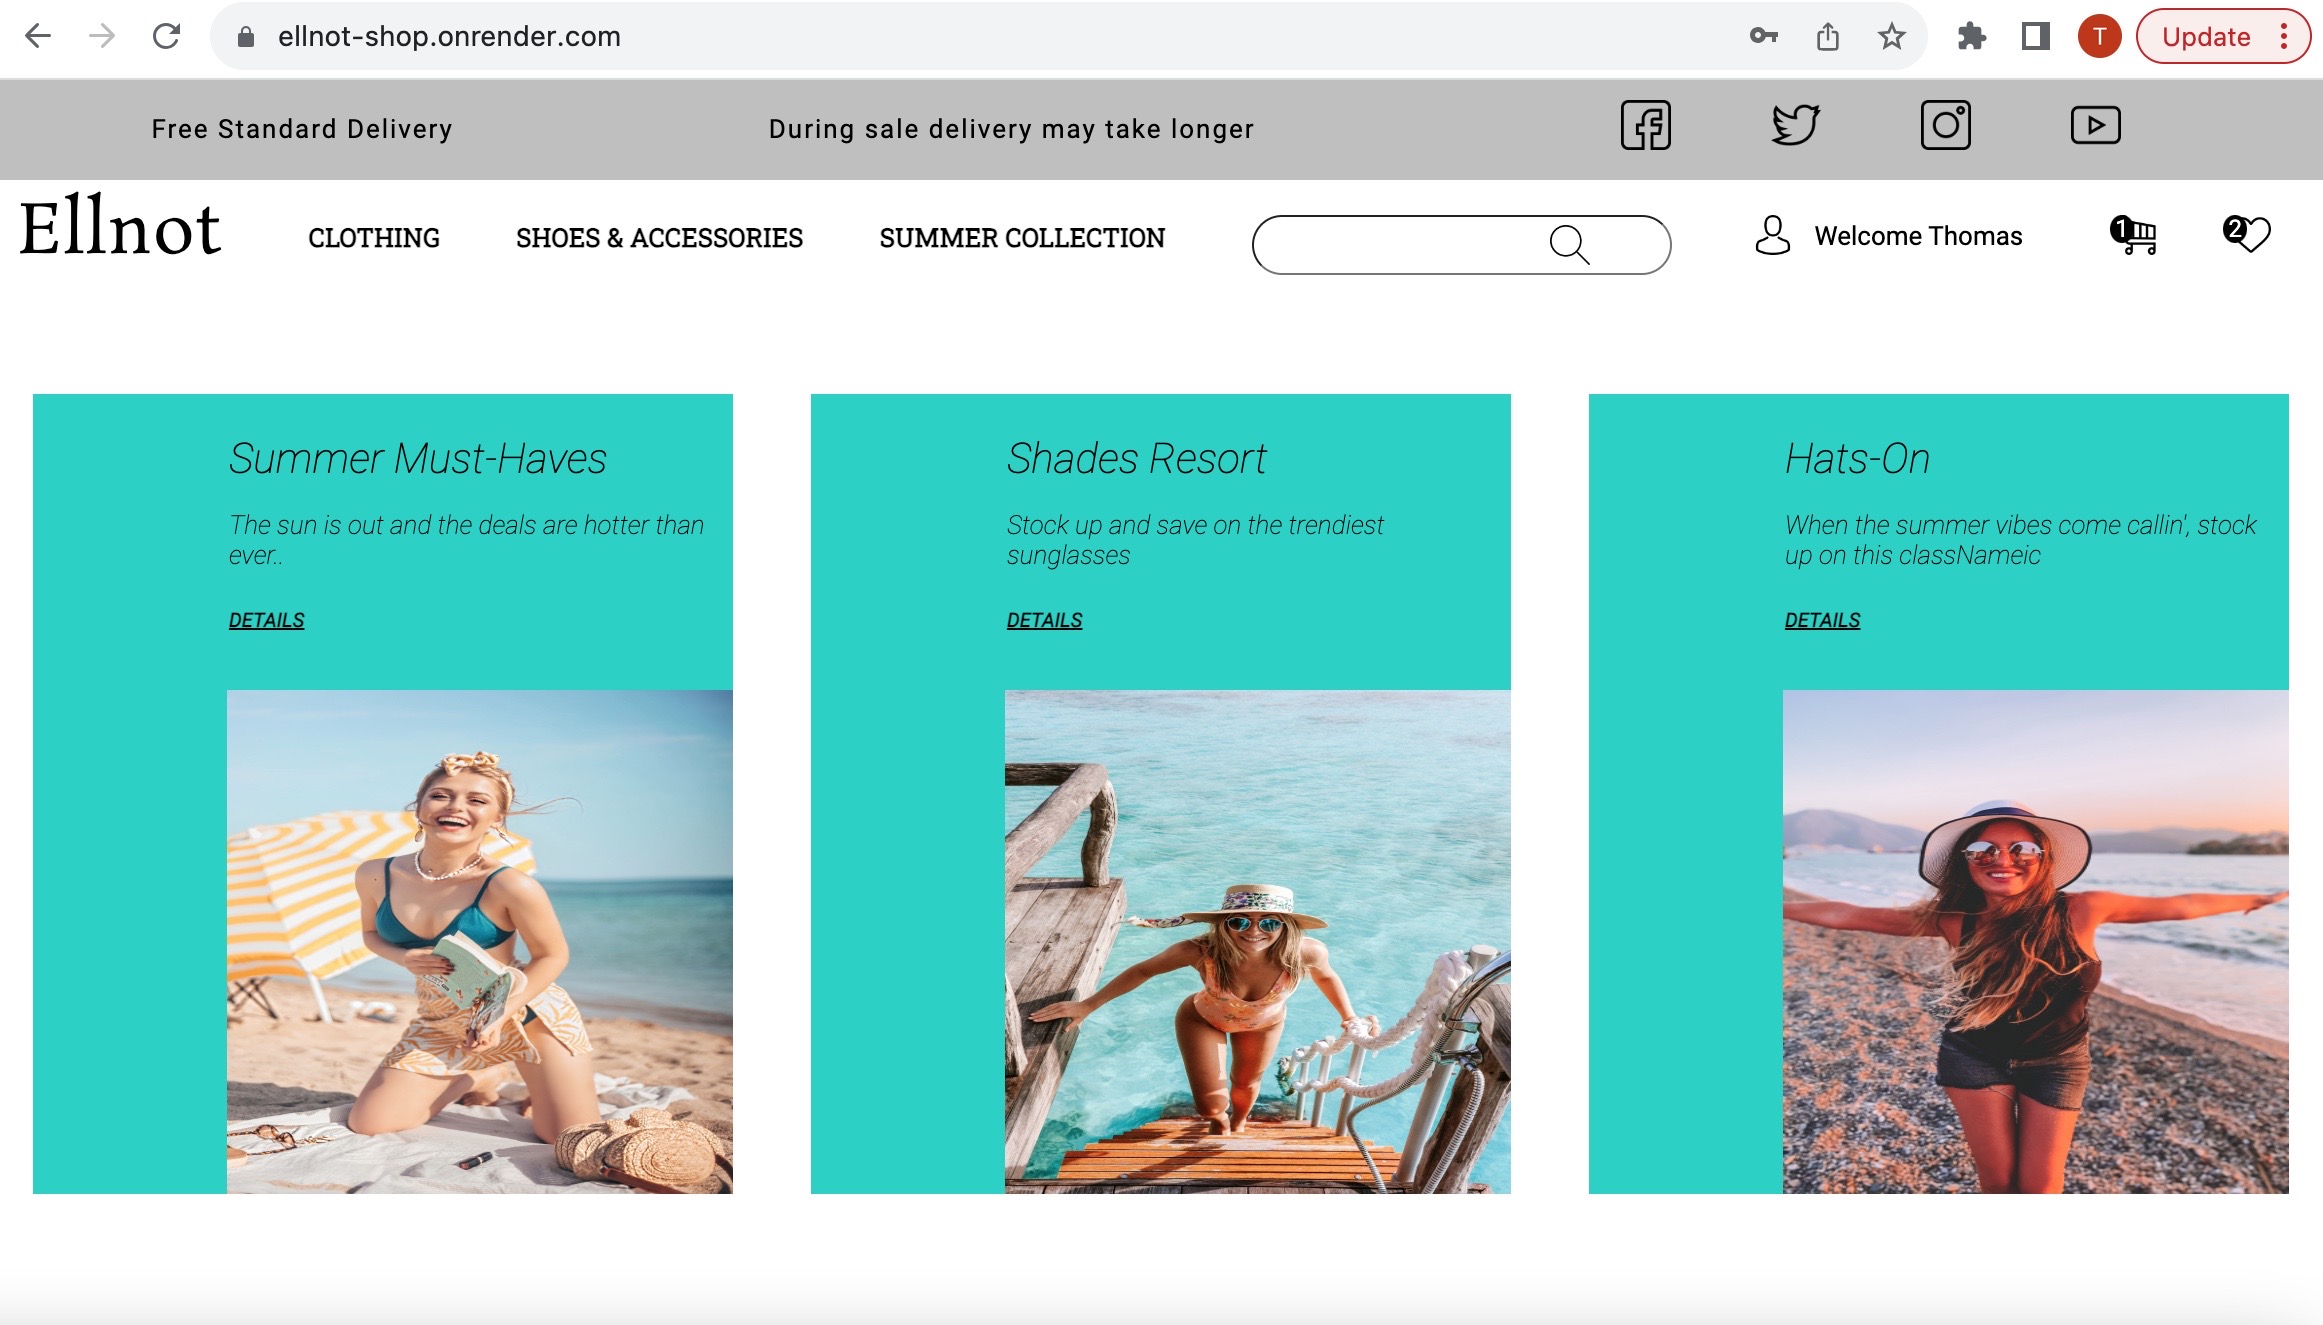 ellnot-shop.onrender.com
T
Update
Free Standard Delivery
During sale delivery may take longer
Ellnot
CLOTHING
SHOES & ACCESSORIES
SUMMER COLLECTION
Welcome Thomas
1
2
Summer Must-Haves
The sun is out and the deals are hotter than
ever..
DETAILS
Shades Resort
Stock up and save on the trendiest
sunglasses
DETAILS
Hats-On
When the summer vibes come callin', stock
up on this classNameic
DETAILS